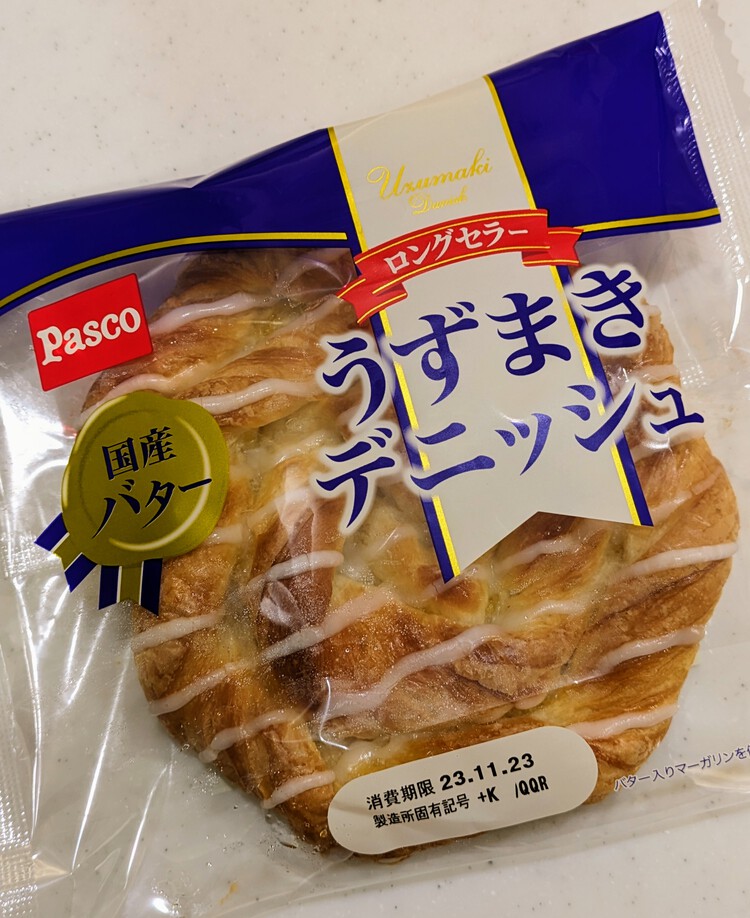 Uzumaki
ロングセラー
Pasco
うずまき
デニッシュ
国産
バター
消費期限 23.11.23
製造所固有記号 +K /QQR
バター入りマーガリンを